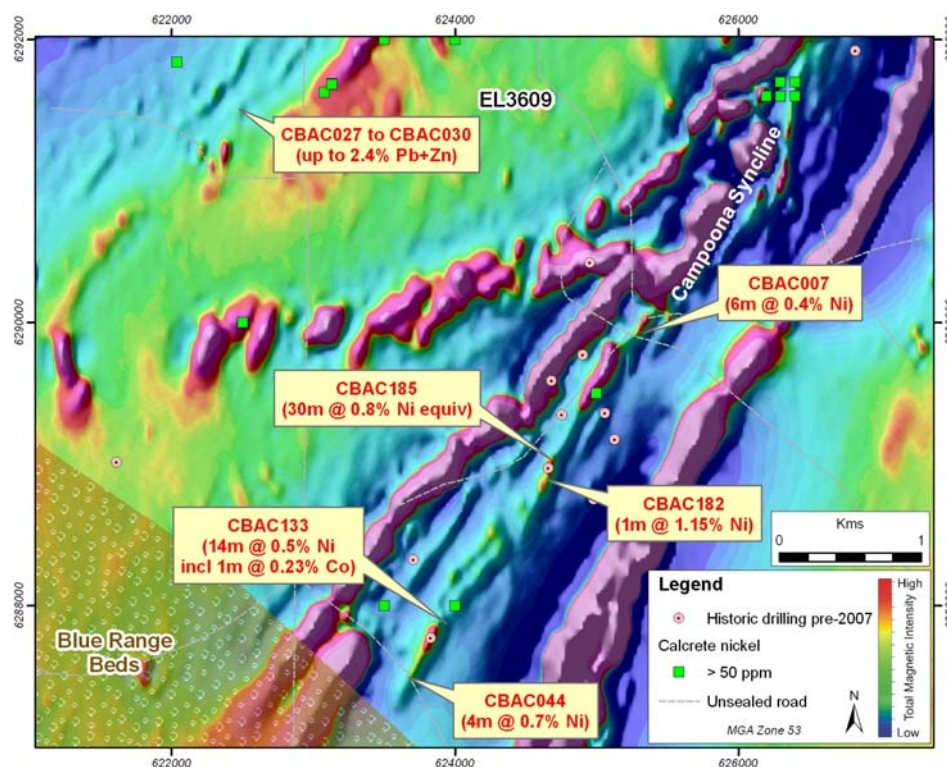 622000
624000
626000
6292000
EL3609
CBAC027 to CBAC030
(up to 2.4% Pb+Zn)
Campoona Syncline
CBAC007
(6m @ 0.4% Ni)
6290000
CBAC185
(30m @ 0.8% Ni equiv)
CBAC182
(1m @ 1.15% Ni)
CBAC133
(14m @ 0.5% Ni
incl 1m @ 0.23% Co)
Kms
0
1
6288000
Blue Range
Beds
CBAC044
(4m @ 0.7% Ni)
Legend
Historic drilling pre-2007
Calcrete nickel
> 50 ppm
Unsealed road
MGA Zone 53
N
High
Total Magnetic Intensity
Low
622000
624000
626000